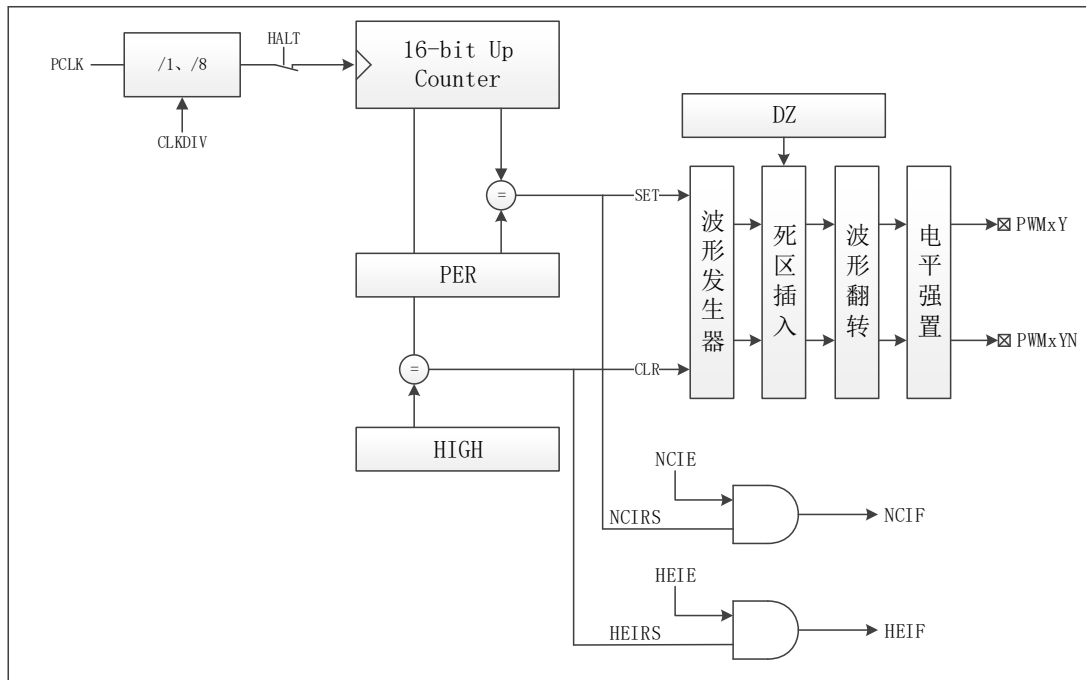 HALT
16-bit Up
Counter
PCLK
/1、/8
CLKDIV
DZ
=
SET
波形发生器
死区插入
波形翻转
电平强置
PWMxY
PER
PWMxYN
=
CLR
HIGH
NCIE
NCIRS
NCIF
HEIE
HEIRS
HEIF